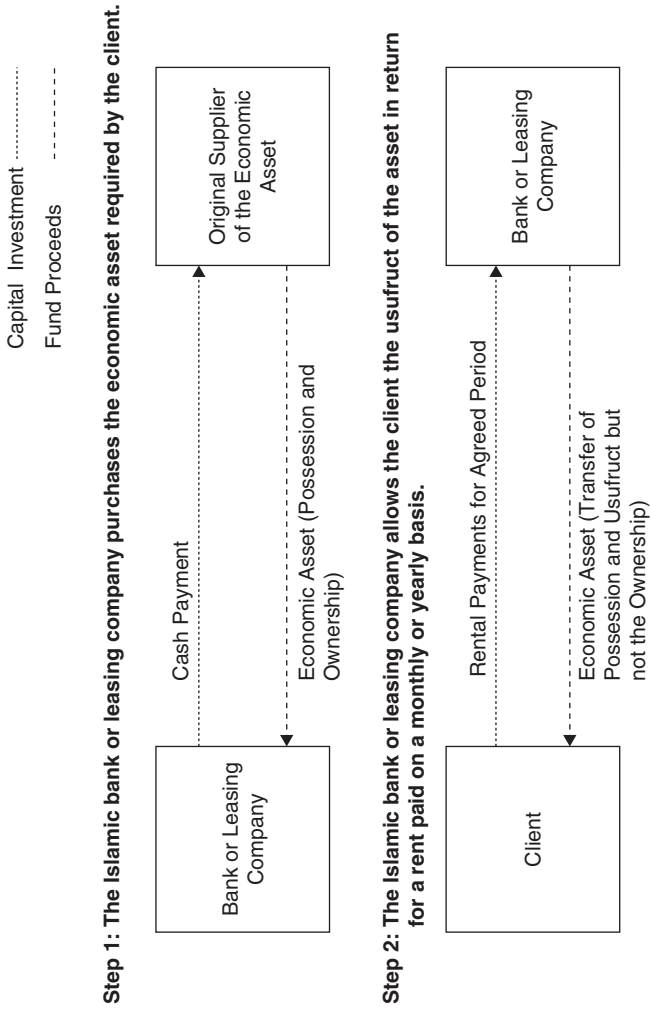 Capital Investment
Fund Proceeds
Step 1: The Islamic bank or leasing company purchases the economic asset required by the client.
Bank or Leasing
Company
Cash Payment
Economic Asset (Possession and
Ownership)
Original Supplier
of the Economic
Asset
Step 2: The Islamic bank or leasing company allows the client the usufruct of the asset in return
for a rent paid on a monthly or yearly basis.
Client
Rental Payments for Agreed Period
Economic Asset (Transfer of
Possession and Usufruct but
not the Ownership)
Bank or Leasing
Company